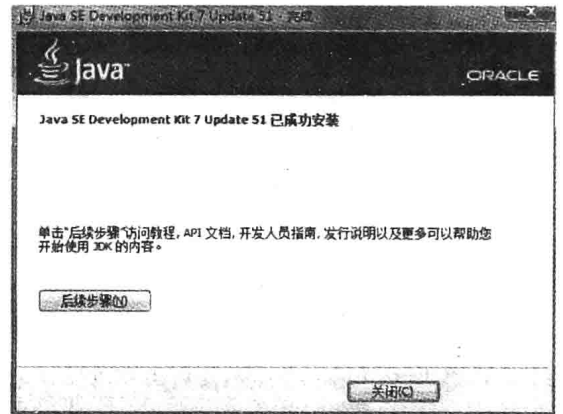 Java SE Development Kit 7 Update 51 - 完成
Java
ORACLE
Java SE Development Kit 7 Update 51 已成功安装
单击"后续步骤"访问教程, API 文档, 开发人员指南, 发行说明以及更多可以帮助您
开始使用 JDK 的内容。
后续步骤(N)
关闭(C)